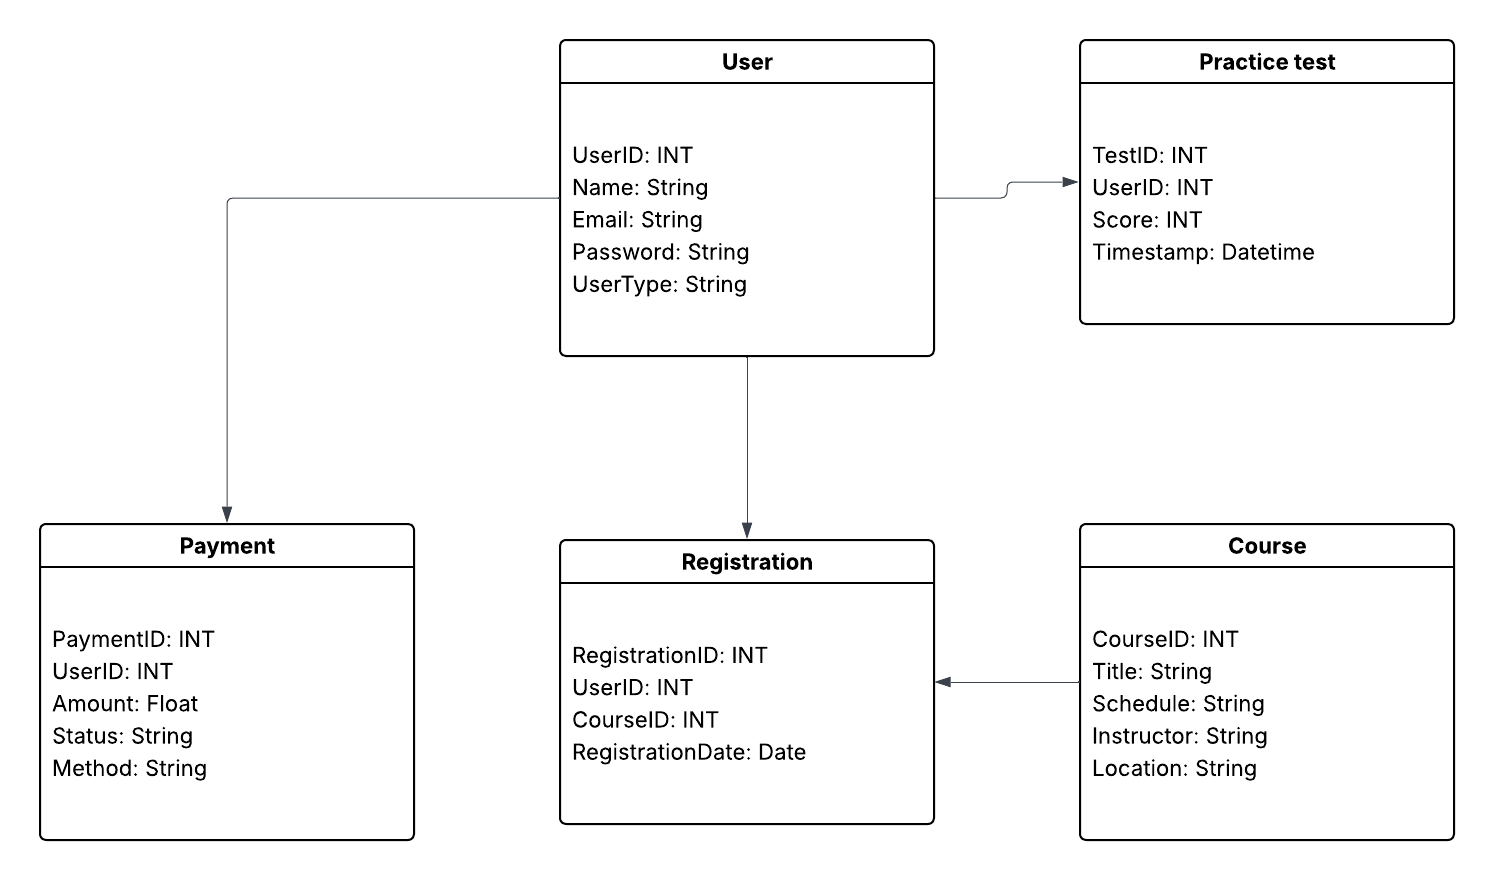 User
UserID: INT
Name: String
Email: String
Password: String
UserType: String
Practice test
TestID: INT
UserID: INT
Score: INT
Timestamp: Datetime
Payment
PaymentID: INT
UserID: INT
Amount: Float
Status: String
Method: String
Registration
RegistrationID: INT
UserID: INT
CourseID: INT
RegistrationDate: Date
Course
CourseID: INT
Title: String
Schedule: String
Instructor: String
Location: String